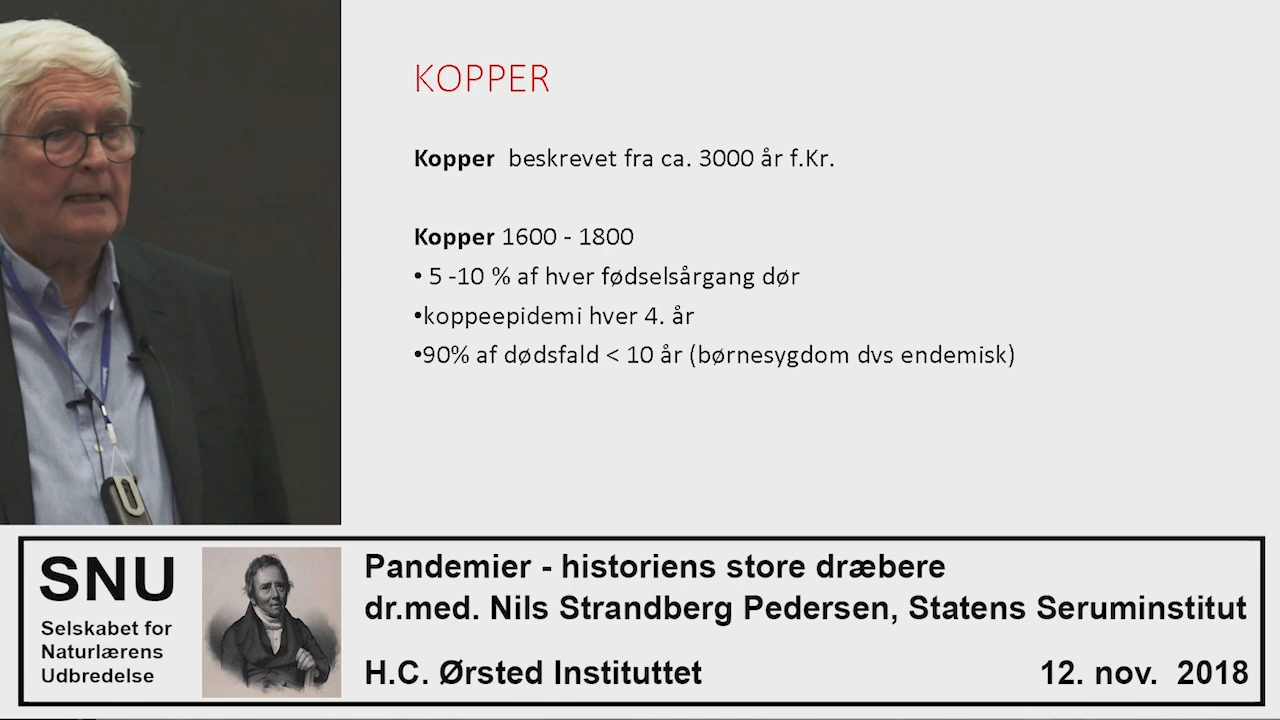 KOPPER
Kopper beskrevet fra ca. 3000 år f.Kr.
Kopper 1600 - 1800
• 5 -10 % af hver fødselsårgang dør
•koppeepidemi hver 4. år
•90% af dødsfald < 10 år (børnesygdom dvs endemisk)
SNU
Selskabet for
Naturlærens
Udbredelse
Pandemier - historiens store dræbere
dr.med. Nils Strandberg Pedersen, Statens Seruminstitut
H.C. Ørsted Instituttet
12. nov. 2018